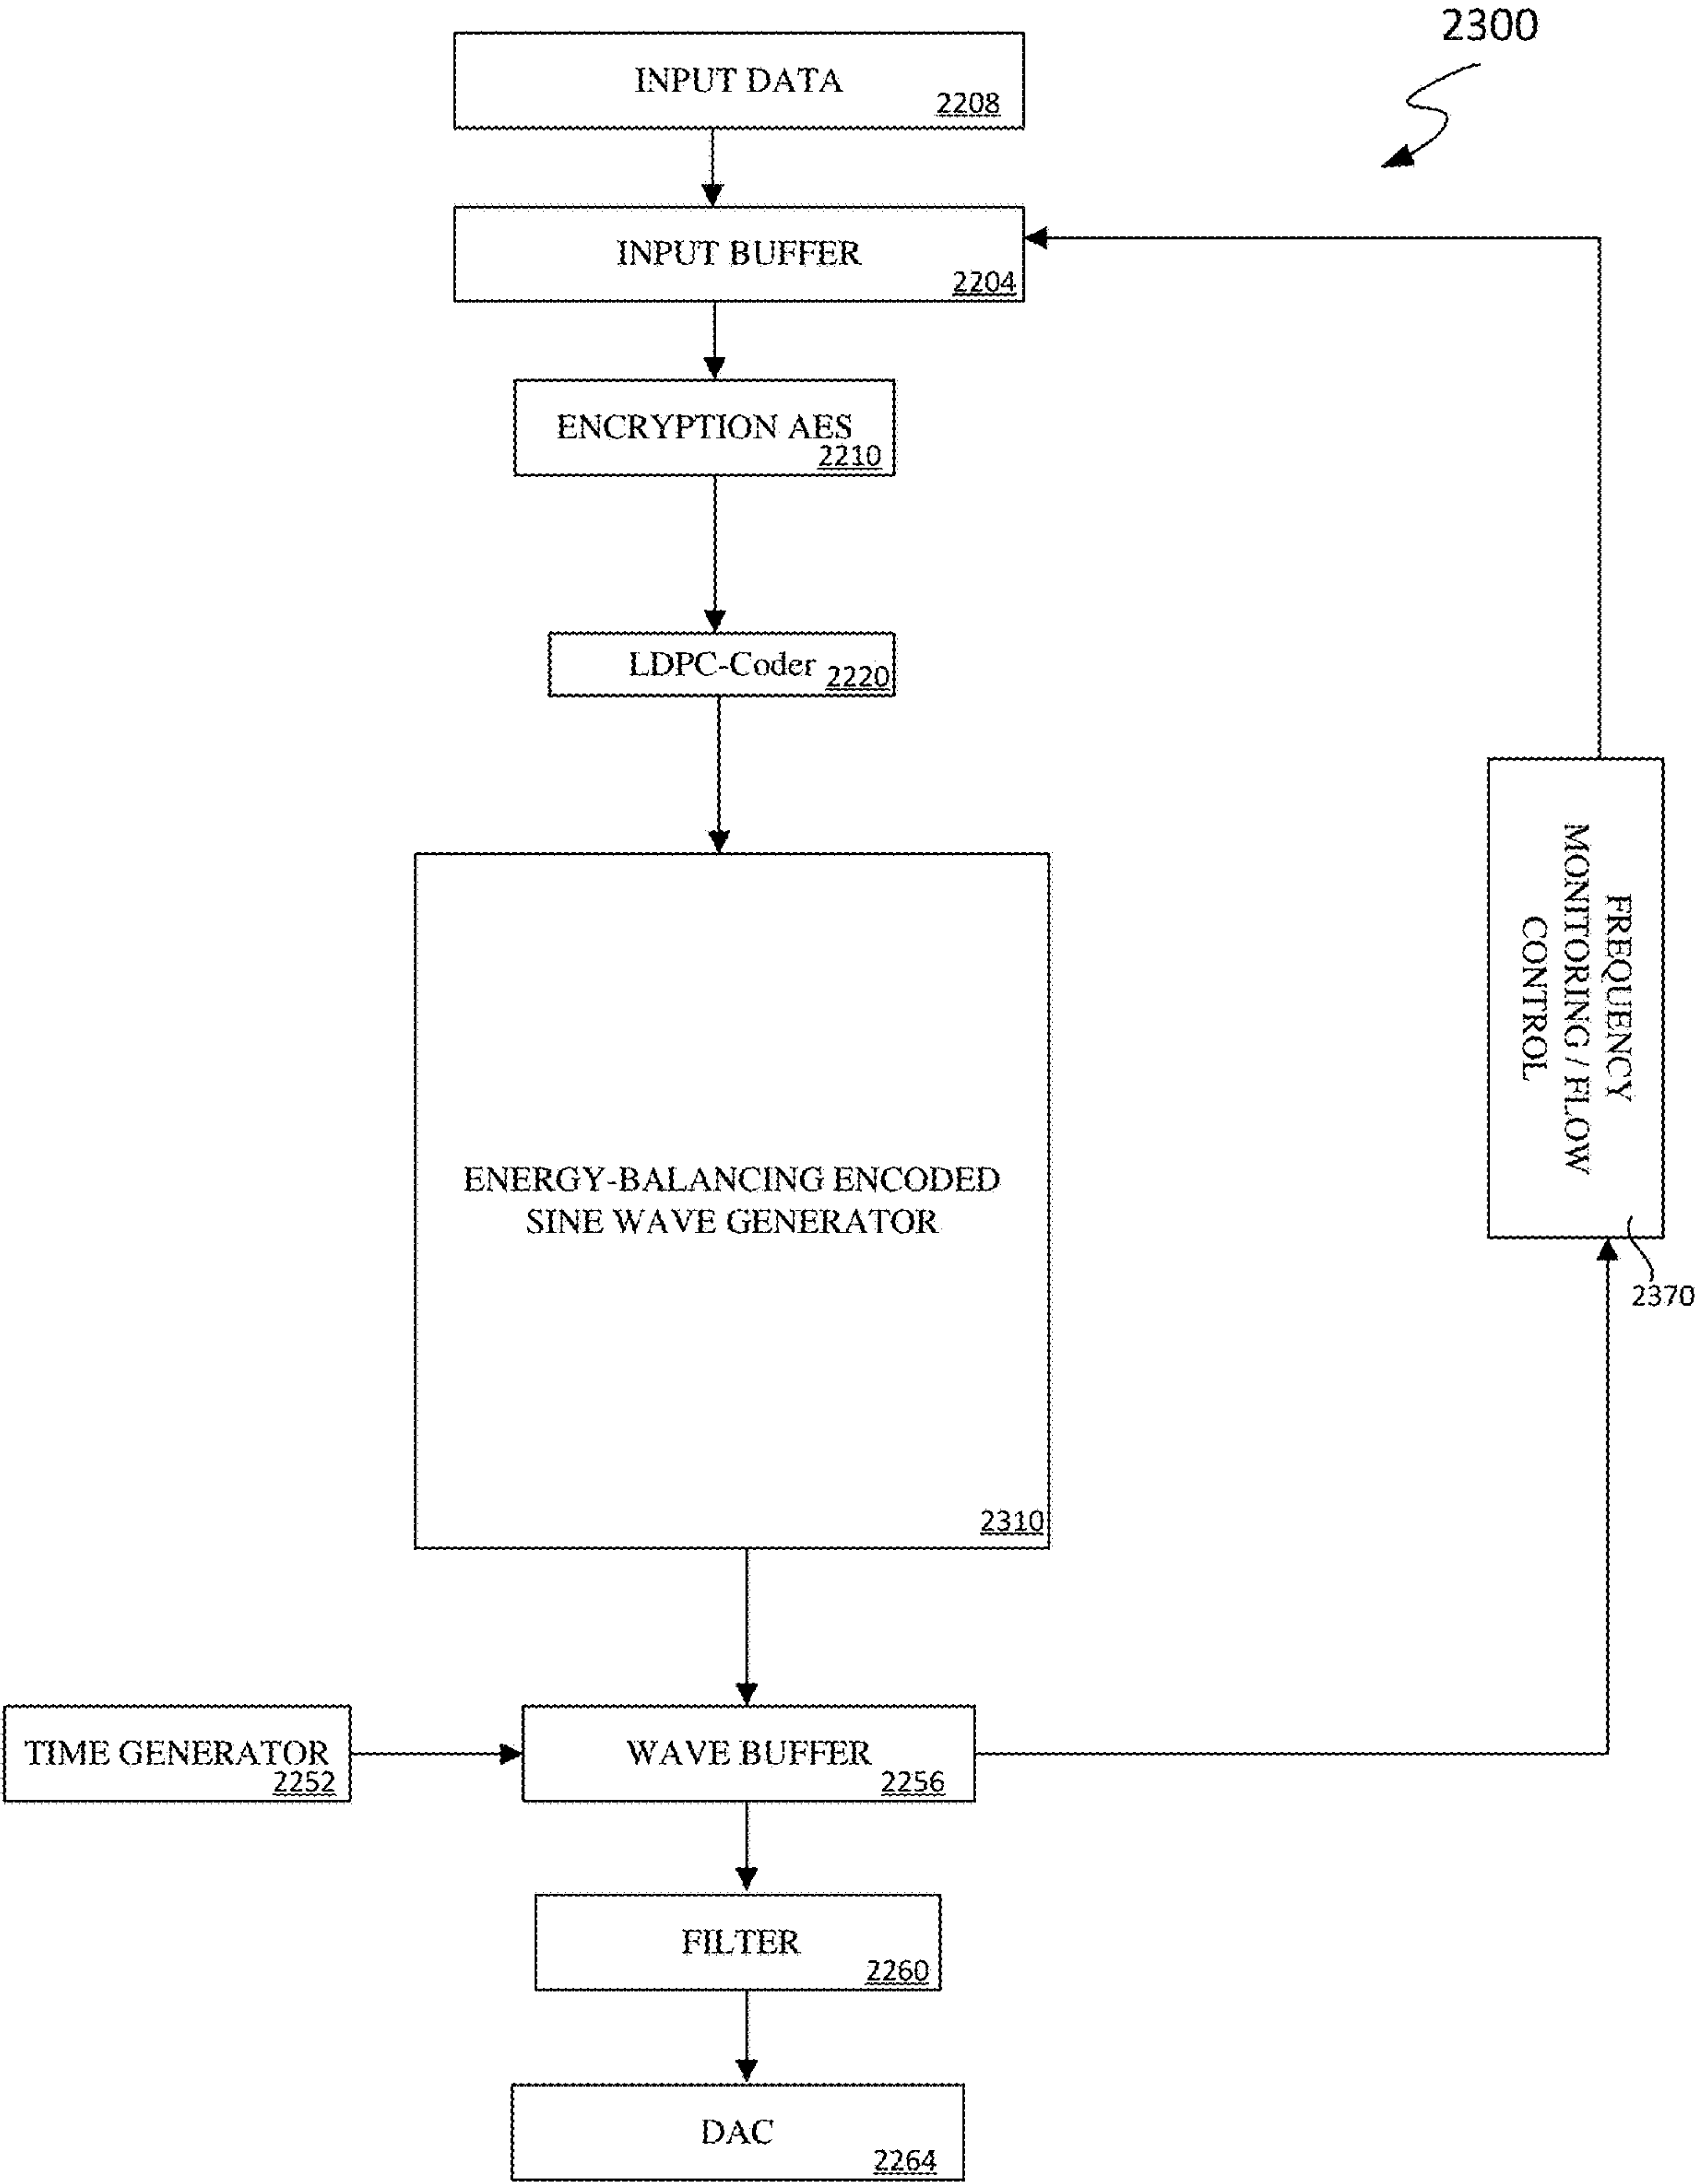 2300
INPUT DATA
2208
INPUT BUFFER
2204
ENCRYPTION AES
2210
LDPC-Coder
2220
FREQUENCY
MONITORING / FLOW
CONTROL
2370
ENERGY-BALANCING ENCODED
SINE WAVE GENERATOR
2310
TIME GENERATOR
2252
WAVE BUFFER
2256
FILTER
2260
DAC
2264